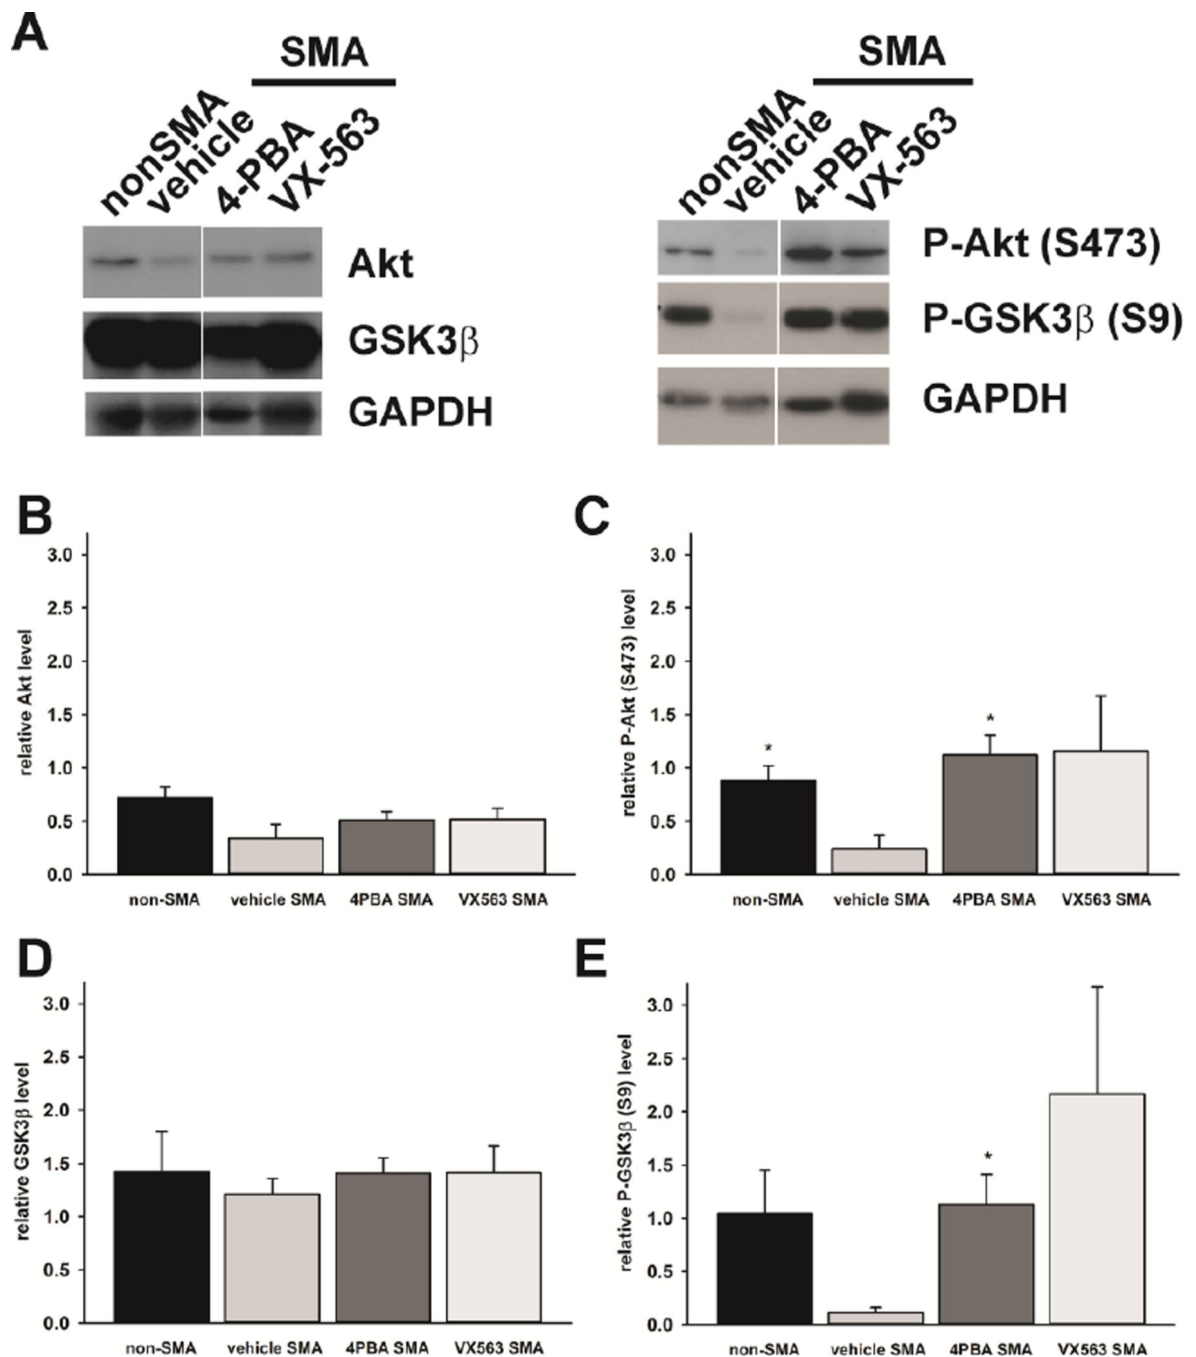 A
SMA
SMA
nonSMA
vehicle
4-PBA
VX-563
nonSMA
vehicle
4-PBA
VX-563
Akt
GSK3β
GAPDH
P-Akt (S473)
P-GSK3β (S9)
GAPDH
B
relative Akt level
3.0
2.5
2.0
1.5
1.0
0.5
0.0
non-SMA
vehicle SMA
4PBA SMA
VX563 SMA
C
relative P-Akt (S473) level
3.0
2.5
2.0
1.5
1.0
0.5
0.0
*
*
non-SMA
vehicle SMA
4PBA SMA
VX563 SMA
D
relative GSK3β level
3.0
2.5
2.0
1.5
1.0
0.5
0.0
non-SMA
vehicle SMA
4PBA SMA
VX563 SMA
E
relative P-GSK3β (S9) level
3.0
2.5
2.0
1.5
1.0
0.5
0.0
*
non-SMA
vehicle SMA
4PBA SMA
VX563 SMA